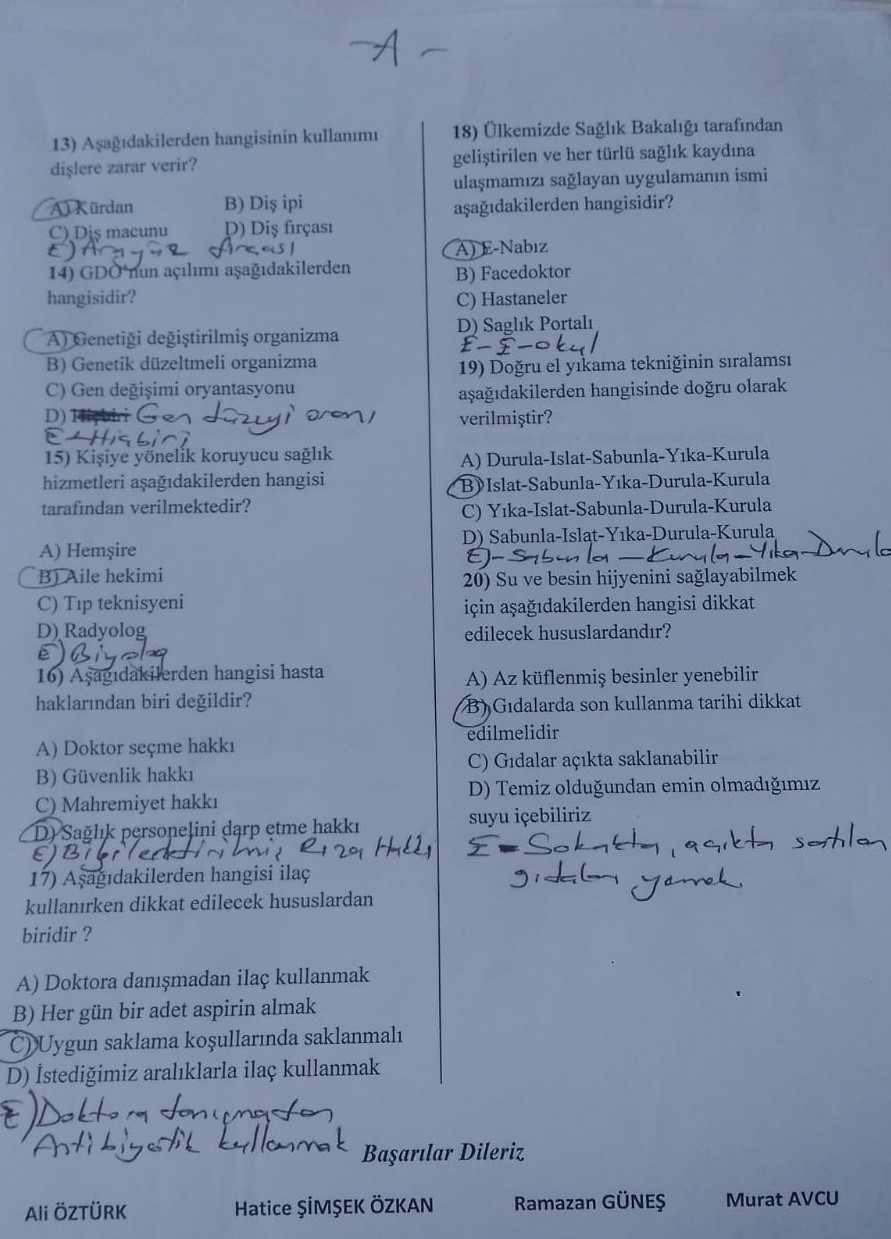 -A-
13) Aşağıdakilerden hangisinin kullanımı
dişlere zarar verir?
A) Kürdan B) Diş ipi
C) Diş macunu D) Diş fırçası
E) Arayüz fırçası
14) GDO'nun açılımı aşağıdakilerden
hangisidir?
A) Genetiği değiştirilmiş organizma
B) Genetik düzeltmeli organizma
C) Gen değişimi oryantasyonu
D) Hiçbiri Gen düzeyi oranı
E-Hiçbiri
15) Kişiye yönelik koruyucu sağlık
hizmetleri aşağıdakilerden hangisi
tarafından verilmektedir?
A) Hemşire
B) Aile hekimi
C) Tıp teknisyeni
D) Radyolog
E) Biyolog
16) Aşağıdakilerden hangisi hasta
haklarından biri değildir?
A) Doktor seçme hakkı
B) Güvenlik hakkı
C) Mahremiyet hakkı
D) Sağlık personelini darp etme hakkı
E) Bilgilendirilmiş Rıza Hakkı
17) Aşağıdakilerden hangisi ilaç
kullanırken dikkat edilecek hususlardan
biridir ?
A) Doktora danışmadan ilaç kullanmak
B) Her gün bir adet aspirin almak
C) Uygun saklama koşullarında saklanmalı
D) İstediğimiz aralıklarla ilaç kullanmak
E) Doktora danışmadan
Antibiyotik kullanmak
18) Ülkemizde Sağlık Bakalığı tarafından
geliştirilen ve her türlü sağlık kaydına
ulaşmamızı sağlayan uygulamanın ismi
aşağıdakilerden hangisidir?
A) E-Nabız
B) Facedoktor
C) Hastaneler
D) Saglık Portalı
E-E-okul
19) Doğru el yıkama tekniğinin sıralamsı
aşağıdakilerden hangisinde doğru olarak
verilmiştir?
A) Durula-Islat-Sabunla-Yıka-Kurula
B) Islat-Sabunla-Yıka-Durula-Kurula
C) Yıka-Islat-Sabunla-Durula-Kurula
D) Sabunla-Islat-Yıka-Durula-Kurula
E)-Sabunla-Kurula-Yıka-Durula
20) Su ve besin hijyenini sağlayabilmek
için aşağıdakilerden hangisi dikkat
edilecek hususlardandır?
A) Az küflenmiş besinler yenebilir
B) Gıdalarda son kullanma tarihi dikkat
edilmelidir
C) Gıdalar açıkta saklanabilir
D) Temiz olduğundan emin olmadığımız
suyu içebiliriz
E-Sokakta, açıkta satılan
gıdaları yemek.
Başarılar Dileriz
Ali ÖZTÜRK Hatice ŞİMŞEK ÖZKAN Ramazan GÜNEŞ Murat AVCU